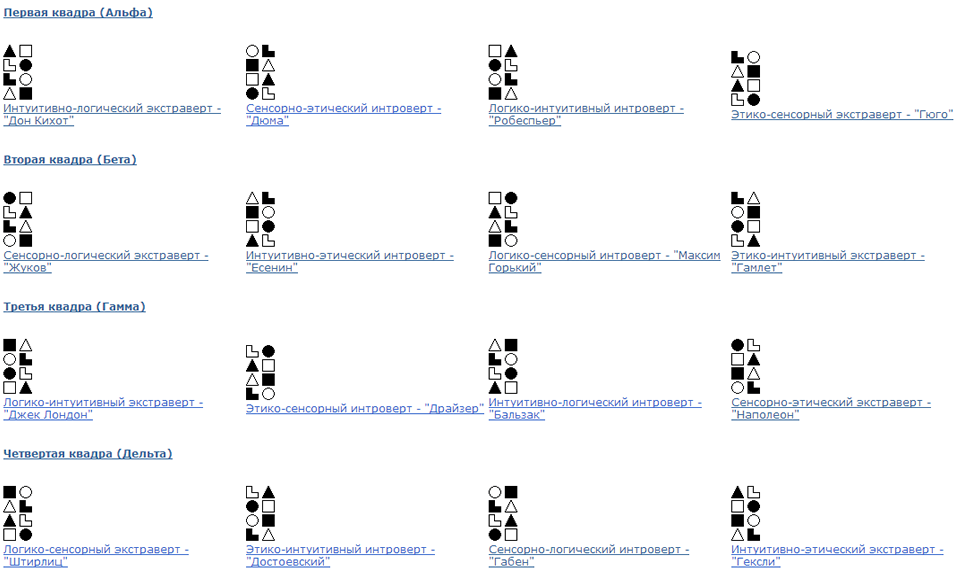 Первая квадра (Альфа)
Интуитивно-логический экстраверт -
"Дон Кихот"
Сенсорно-этический интроверт -
"Дюма"
Логико-интуитивный интроверт -
"Робеспьер"
Этико-сенсорный экстраверт - "Гюго"
Вторая квадра (Бета)
Сенсорно-логический экстраверт -
"Жуков"
Интуитивно-этический интроверт -
"Есенин"
Логико-сенсорный интроверт - "Максим
Горький"
Этико-интуитивный экстраверт -
"Гамлет"
Третья квадра (Гамма)
Логико-интуитивный экстраверт -
"Джек Лондон"
Этико-сенсорный интроверт - "Драйзер"
Интуитивно-логический интроверт -
"Бальзак"
Сенсорно-этический экстраверт -
"Наполеон"
Четвертая квадра (Дельта)
Логико-сенсорный экстраверт -
"Штирлиц"
Этико-интуитивный интроверт -
"Достоевский"
Сенсорно-логический интроверт -
"Габен"
Интуитивно-этический экстраверт -
"Гексли"